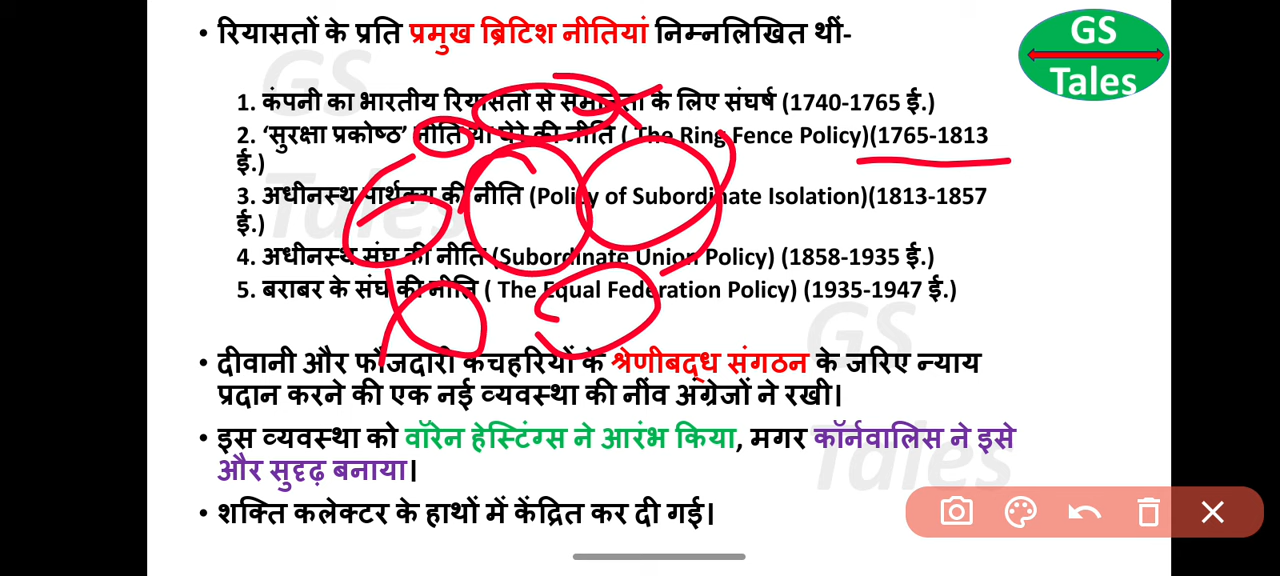 • रियासतों के प्रति प्रमुख ब्रिटिश नीतियां निम्नलिखित थीं-
GS
Tales
1. कंपनी का भारतीय रियासतों से समानता के लिए संघर्ष (1740-1765 ई.)
2. ‘सुरक्षा प्रकोष्ठ’ नीति या घेरे की नीति ( The Ring Fence Policy)(1765-1813
ई.)
3. अधीनस्थ पार्थक्य की नीति (Policy of Subordinate Isolation)(1813-1857
ई.)
4. अधीनस्थ संघ की नीति (Subordinate Union Policy) (1858-1935 ई.)
5. बराबर के संघ की नीति ( The Equal Federation Policy) (1935-1947 ई.)
• दीवानी और फौजदारी कचहरियों के श्रेणीबद्ध संगठन के जरिए न्याय
प्रदान करने की एक नई व्यवस्था की नींव अंग्रेजों ने रखी।
• इस व्यवस्था को वॉरेन हेस्टिंग्स ने आरंभ किया, मगर कॉर्नवालिस ने इसे
और सुदृढ़ बनाया।
• शक्ति कलेक्टर के हाथों में केंद्रित कर दी गई।
GS
Tales
GS
Tales